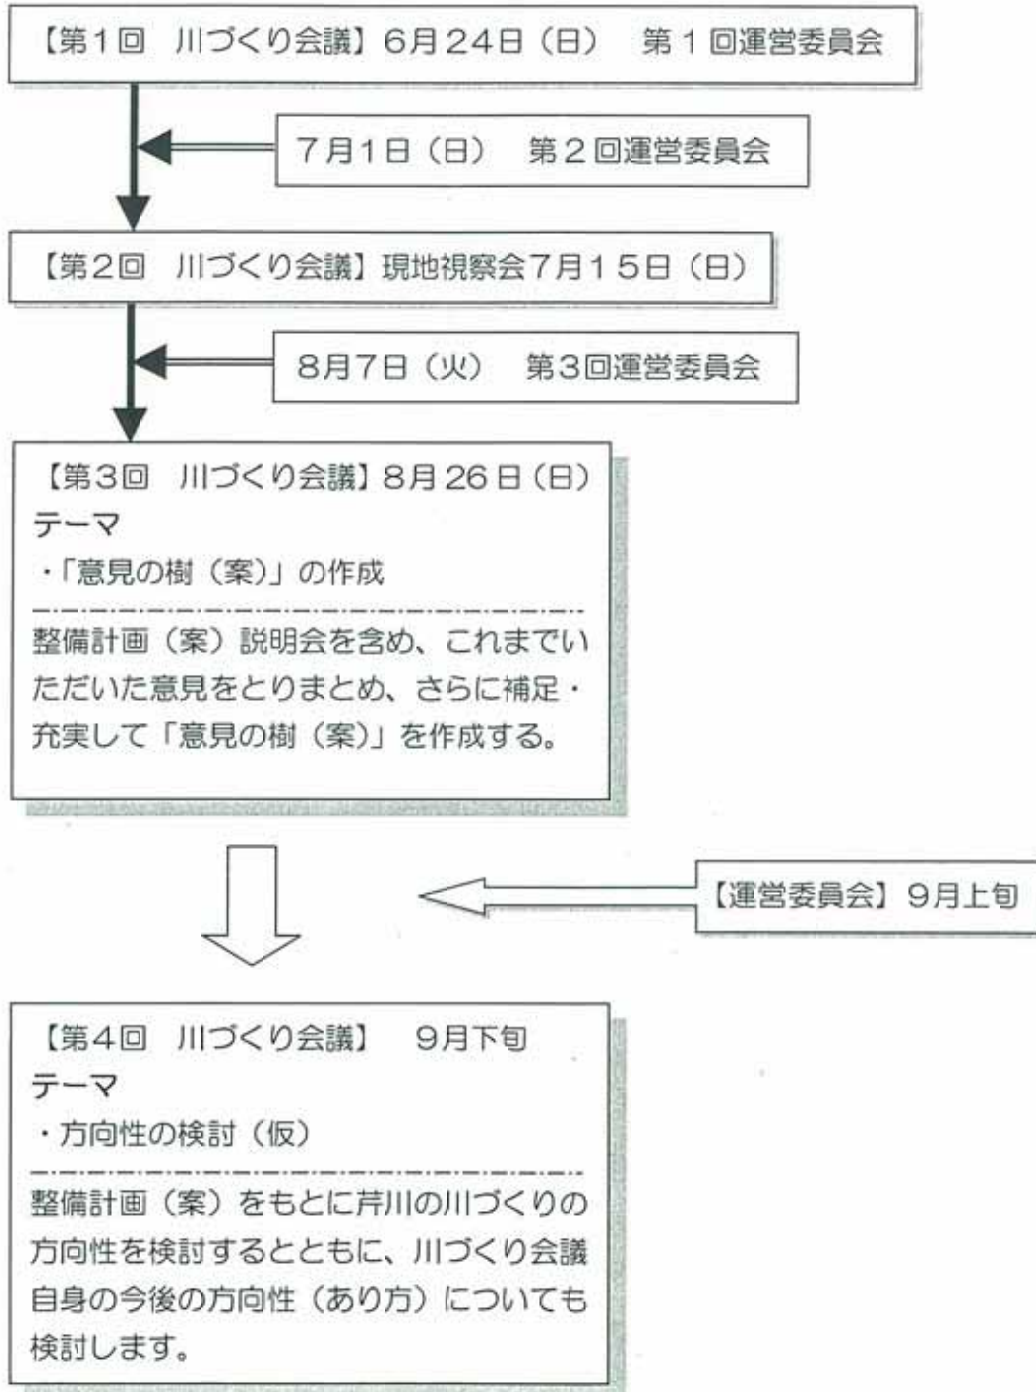 【第１回　川づくり会議】６月２４日（日）　第１回運営委員会
７月１日（日）　第２回運営委員会
【第２回　川づくり会議】現地視察会７月１５日（日）
８月７日（火）　第３回運営委員会
【第３回　川づくり会議】８月２６日（日）
テーマ
・「意見の樹（案）」の作成
整備計画（案）説明会を含め、これまでい
ただいた意見をとりまとめ、さらに補足・
充実して「意見の樹（案）」を作成する。
【運営委員会】９月上旬
【第４回　川づくり会議】　９月下旬
テーマ
・方向性の検討（仮）
整備計画（案）をもとに芹川の川づくりの
方向性を検討するとともに、川づくり会議
自身の今後の方向性（あり方）についても
検討します。